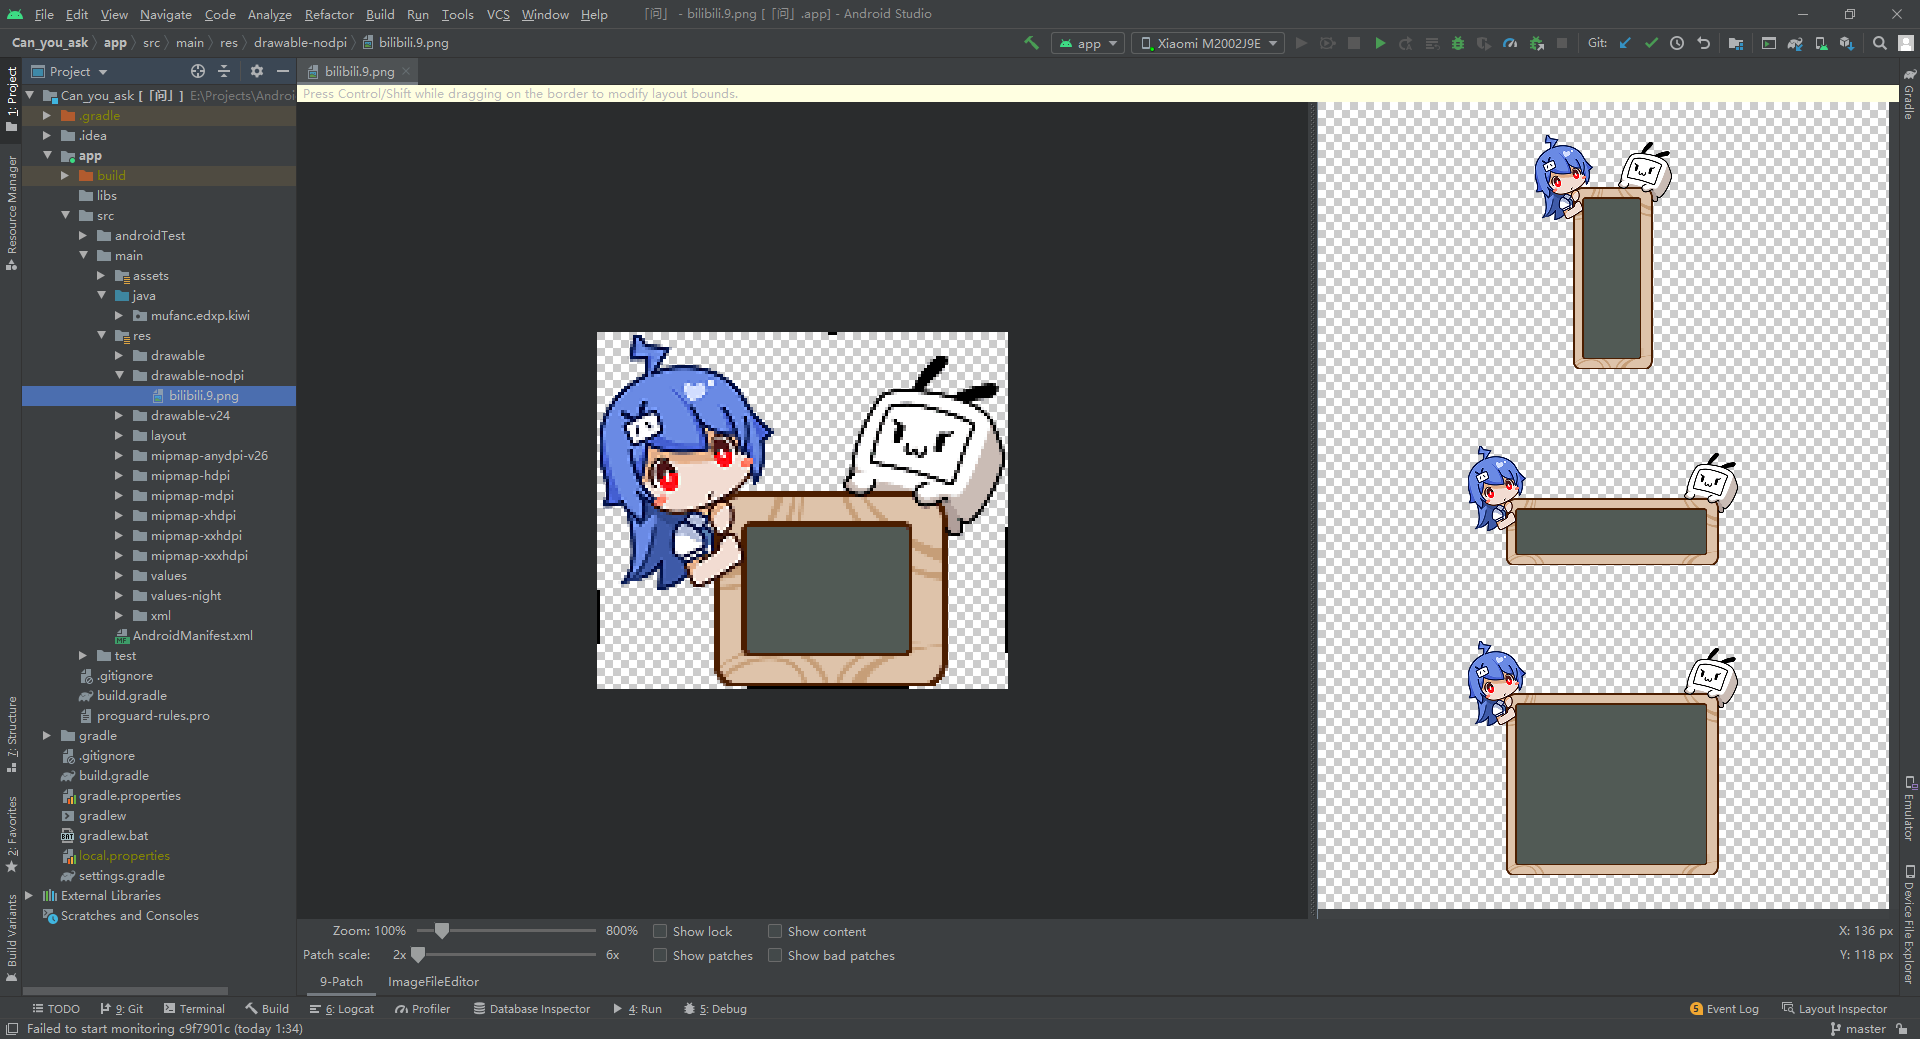 File Edit View Navigate Code Analyze Refactor Build Run Tools VCS Window Help 「问」 - bilibili.9.png [「问」.app] - Android Studio
Can_you_ask app src main res drawable-nodpi bilibili.9.png app Xiaomi M2002J9E Git:
Project bilibili.9.png
Press Control/Shift while dragging on the border to modify layout bounds.
Can_you_ask [「问」] E:\Projects\Androi
.gradle
.idea
app
build
libs
src
androidTest
main
assets
java
mufanc.edxp.kiwi
res
drawable
drawable-nodpi
bilibili.9.png
drawable-v24
layout
mipmap-anydpi-v26
mipmap-hdpi
mipmap-mdpi
mipmap-xhdpi
mipmap-xxhdpi
mipmap-xxxhdpi
values
values-night
xml
AndroidManifest.xml
test
.gitignore
build.gradle
proguard-rules.pro
gradle
.gitignore
build.gradle
gradle.properties
gradlew
gradlew.bat
local.properties
settings.gradle
External Libraries
Scratches and Consoles
1: Project
Resource Manager
7: Structure
2: Favorites
Build Variants
Gradle
Emulator
Device File Explorer
Zoom: 100% 800% Show lock Show content X: 136 px
Patch scale: 2x 6x Show patches Show bad patches Y: 118 px
9-Patch ImageFileEditor
TODO 9: Git Terminal Build 6: Logcat Profiler Database Inspector 4: Run 5: Debug 5 Event Log Layout Inspector
Failed to start monitoring c9f7901c (today 1:34) master